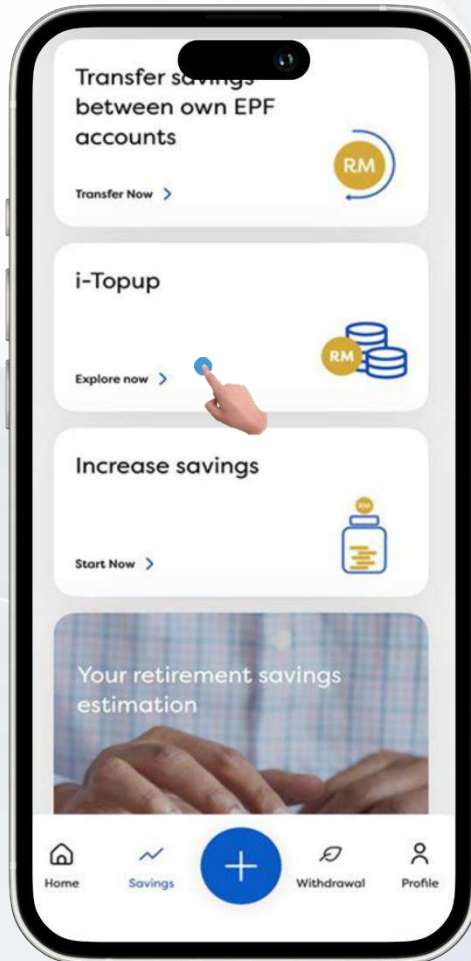 Transfer savings
between own EPF
accounts
RM
Transfer Now >
i-Topup
RM
Explore now >
Increase savings
RM
Start Now >
Your retirement savings
estimation
Home
Savings
Withdrawal
Profile